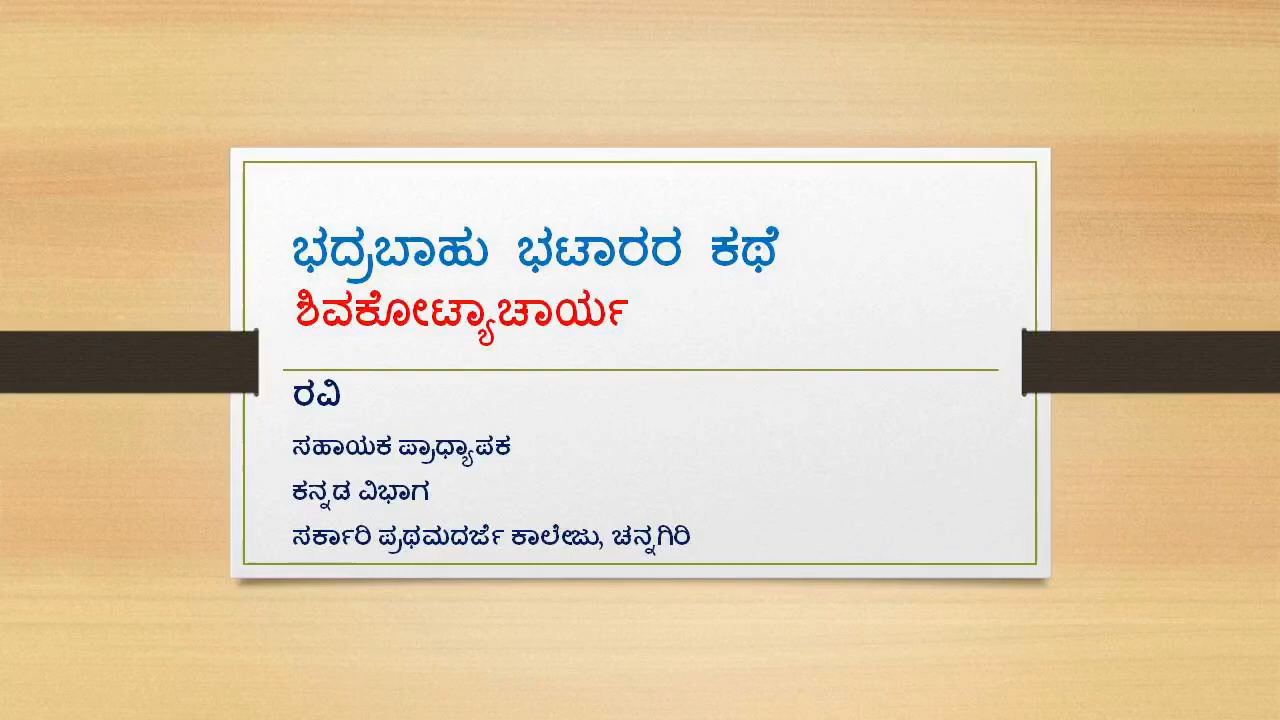 ಭದ್ರಬಾಹು ಭಟಾರರ ಕಥೆ
ಶಿವಕೋಟ್ಯಾಚಾರ್ಯ
ರವಿ
ಸಹಾಯಕ ಪ್ರಾಧ್ಯಾಪಕ
ಕನ್ನಡ ವಿಭಾಗ
ಸರ್ಕಾರಿ ಪ್ರಥಮದರ್ಜೆ ಕಾಲೇಜು, ಚನ್ನಗಿರಿ